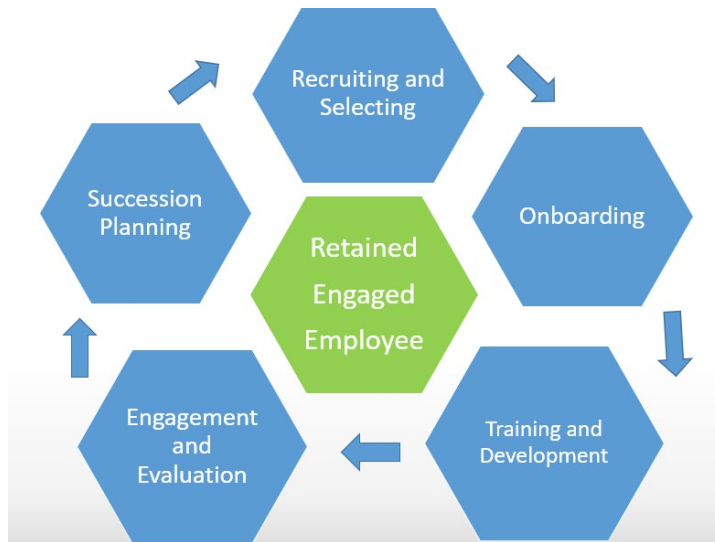 Recruiting and
Selecting
Onboarding
Training and
Development
Engagement
and
Evaluation
Succession
Planning
Retained
Engaged
Employee